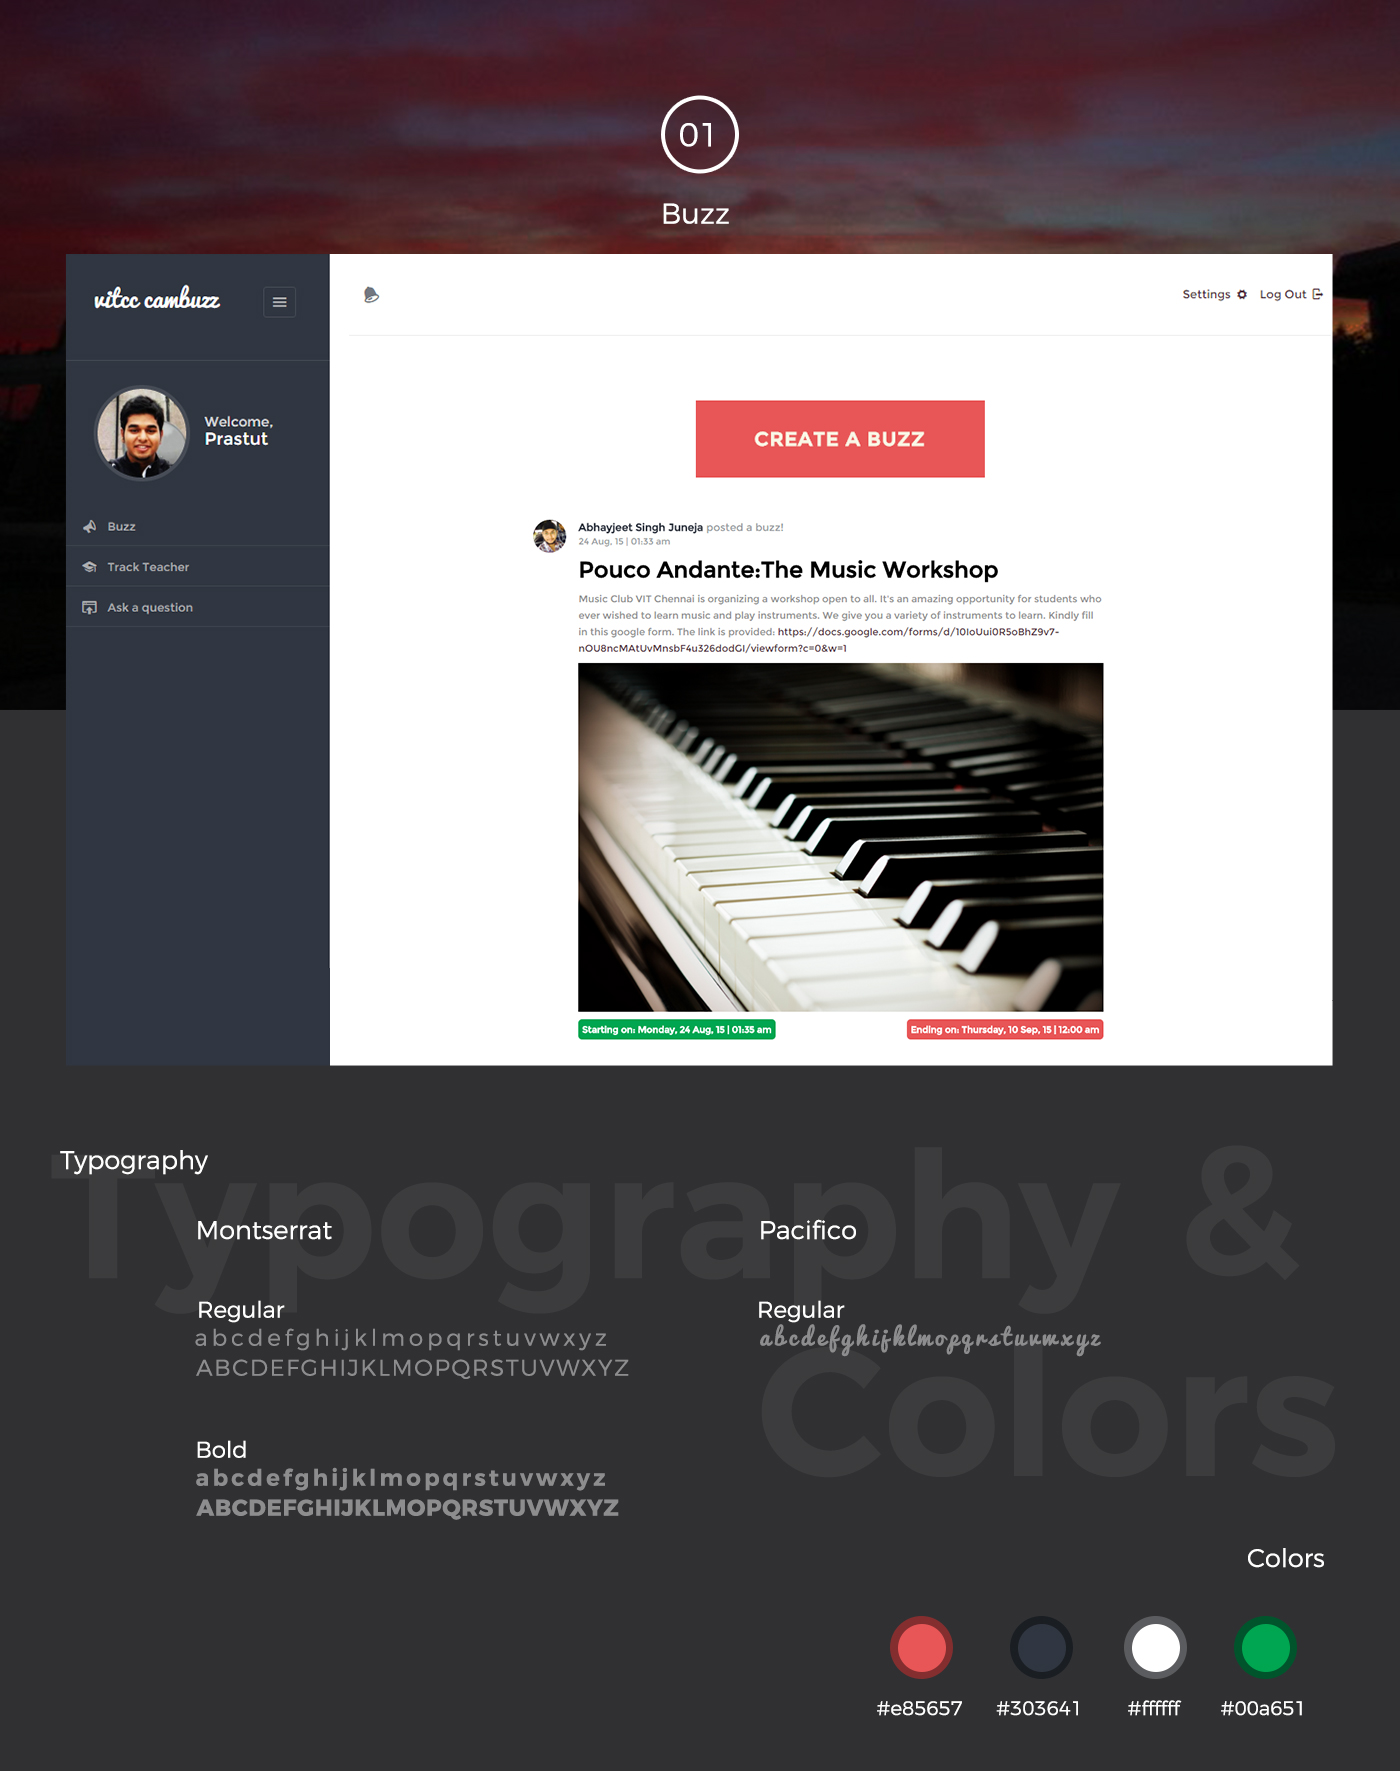 01
Buzz
vitcc cambuzz
Settings Log Out
Welcome,
Prastut
CREATE A BUZZ
Buzz
Track Teacher
Ask a question
Abhayjeet Singh Juneja posted a buzz!
24 Aug, 15 | 01:33 am
Pouco Andante:The Music Workshop
Music Club VIT Chennai is organizing a workshop open to all. It's an amazing opportunity for students who
ever wished to learn music and play instruments. We give you a variety of instruments to learn. Kindly fill
in this google form. The link is provided: https://docs.google.com/forms/d/10IoUui0R5oBhZ9v7-
nOU8ncMAtUvMnsbF4u326dodGI/viewform?c=0&w=1
Starting on: Monday, 24 Aug, 15 | 01:35 am
Ending on: Thursday, 10 Sep, 15 | 12:00 am
Typography &
Colors
Typography
Montserrat
Regular
abcdefghijklmopqrstuvwxyz
ABCDEFGHIJKLMOPQRSTUVWXYZ
Bold
abcdefghijklmopqrstuvwxyz
ABCDEFGHIJKLMOPQRSTUVWXYZ
Pacifico
Regular
abcdefghijklmopqrstuvwxyz
Colors
#e85657
#303641
#ffffff
#00a651